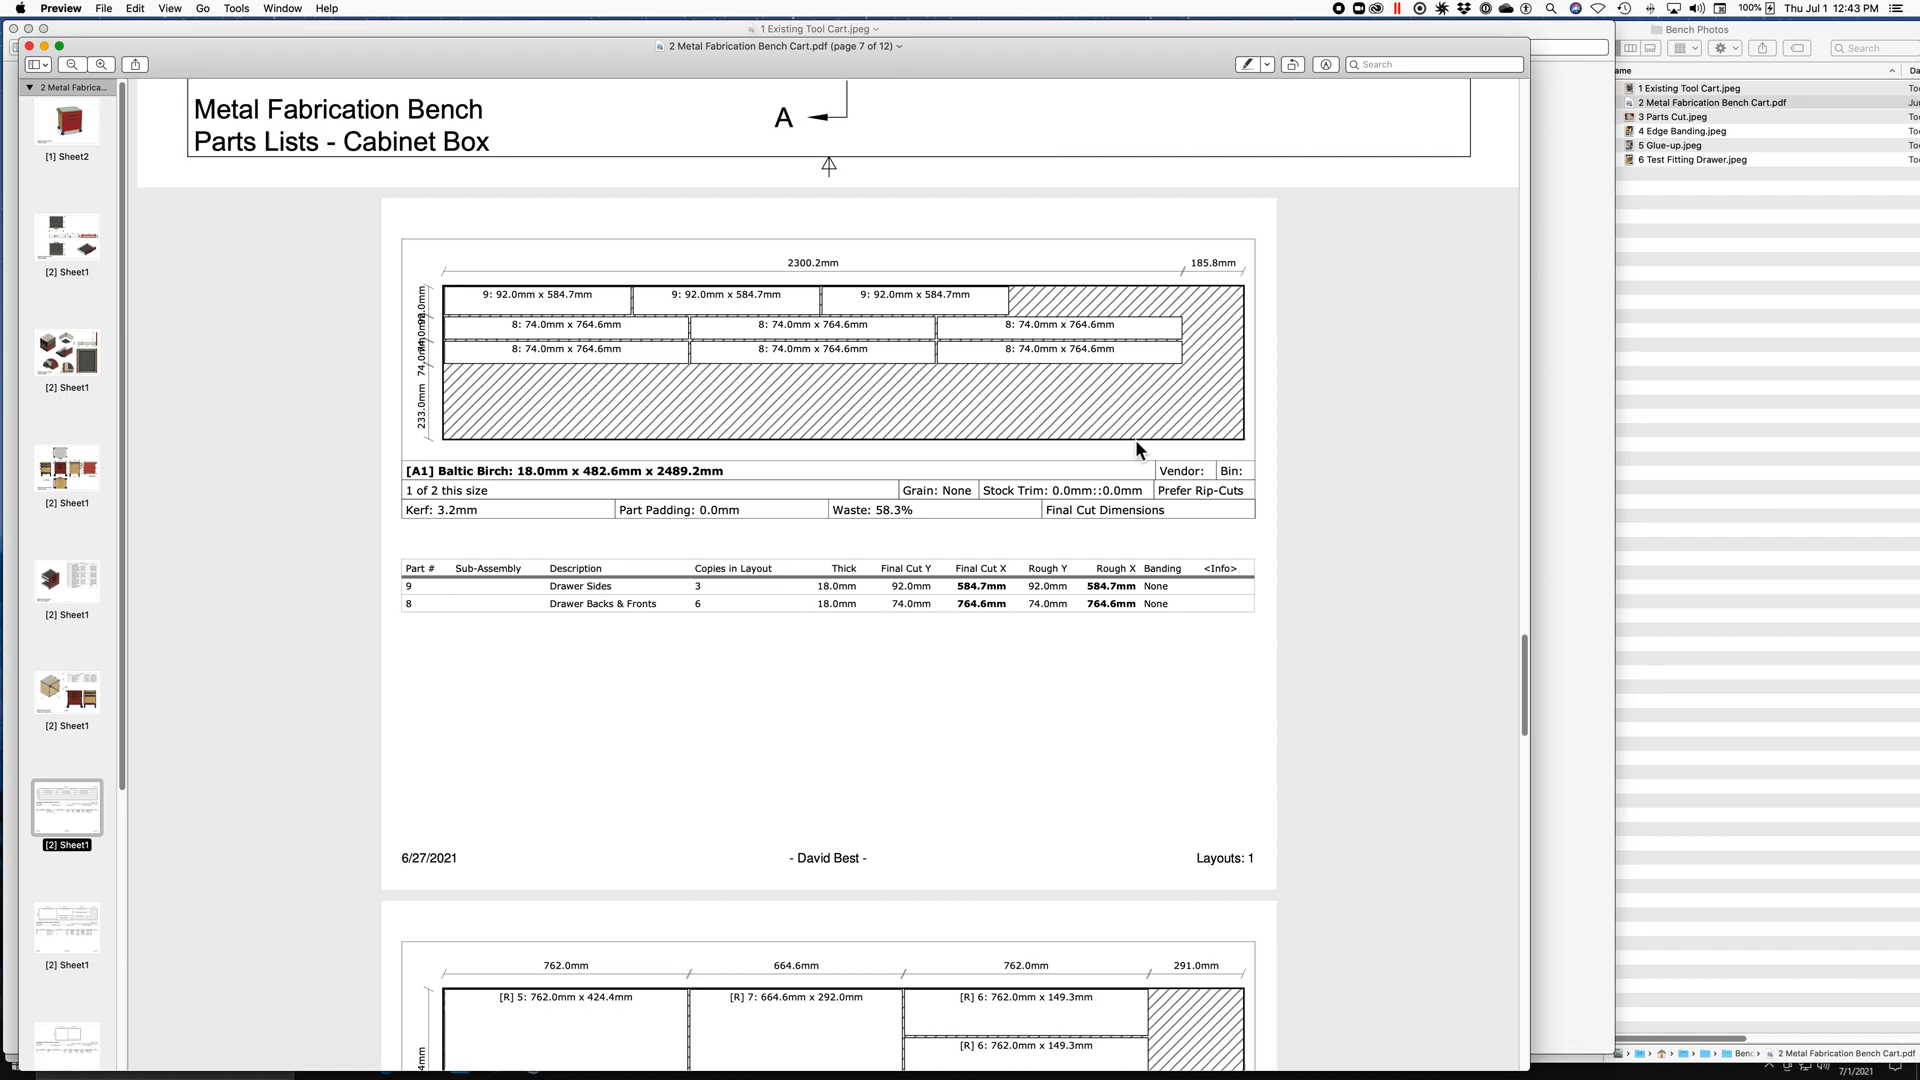 Preview File Edit View Go Tools Window Help
100% Thu Jul 1 12:43 PM
1 Existing Tool Cart.jpeg
Bench Photos
2 Metal Fabrication Bench Cart.pdf (page 7 of 12)
Search
Search
2 Metal Fabrica...
[1] Sheet2
[2] Sheet1
[2] Sheet1
[2] Sheet1
[2] Sheet1
[2] Sheet1
[2] Sheet1
[2] Sheet1
Metal Fabrication Bench
Parts Lists - Cabinet Box
A
2300.2mm 185.8mm
9: 92.0mm x 584.7mm 9: 92.0mm x 584.7mm 9: 92.0mm x 584.7mm
8: 74.0mm x 764.6mm 8: 74.0mm x 764.6mm 8: 74.0mm x 764.6mm
8: 74.0mm x 764.6mm 8: 74.0mm x 764.6mm 8: 74.0mm x 764.6mm
233.0mm
[A1] Baltic Birch: 18.0mm x 482.6mm x 2489.2mm Vendor: Bin:
1 of 2 this size Grain: None Stock Trim: 0.0mm::0.0mm Prefer Rip-Cuts
Kerf: 3.2mm Part Padding: 0.0mm Waste: 58.3% Final Cut Dimensions
Part # Sub-Assembly Description Copies in Layout Thick Final Cut Y Final Cut X Rough Y Rough X Banding <Info>
9 Drawer Sides 3 18.0mm 92.0mm 584.7mm 92.0mm 584.7mm None
8 Drawer Backs & Fronts 6 18.0mm 74.0mm 764.6mm 74.0mm 764.6mm None
6/27/2021 - David Best - Layouts: 1
762.0mm 664.6mm 762.0mm 291.0mm
[R] 5: 762.0mm x 424.4mm [R] 7: 664.6mm x 292.0mm [R] 6: 762.0mm x 149.3mm
[R] 6: 762.0mm x 149.3mm
ame Da
1 Existing Tool Cart.jpeg To
2 Metal Fabrication Bench Cart.pdf Ju
3 Parts Cut.jpeg To
4 Edge Banding.jpeg To
5 Glue-up.jpeg To
6 Test Fitting Drawer.jpeg To
Benc 2 Metal Fabrication Bench Cart.pdf
7/1/2021